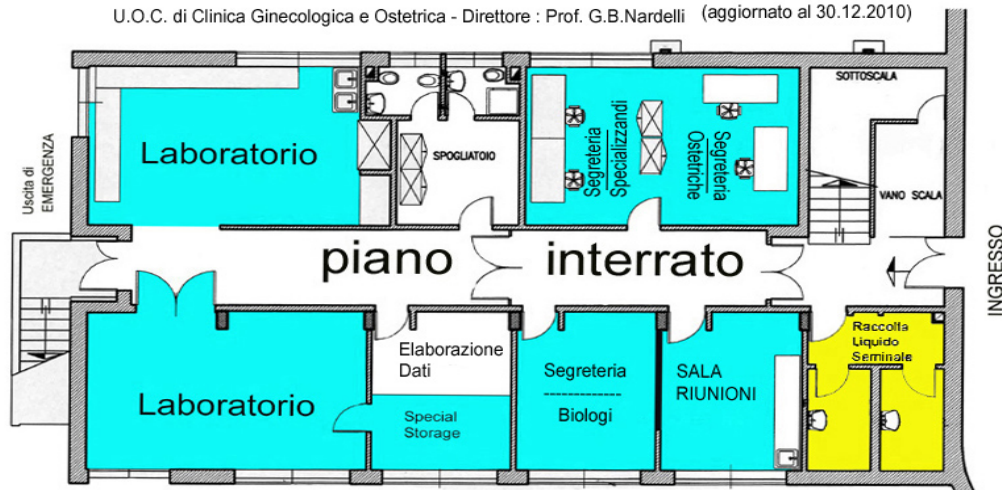 U.O.C. di Clinica Ginecologica e Ostetrica - Direttore : Prof. G.B.Nardelli (aggiornato al 30.12.2010)
SOTTOSCALA
Laboratorio
SPOGLIATOIO
Segreteria
Specializzandi
Segreteria
Ostetriche
VANO SCALA
Uscita di
EMERGENZA
piano interrato
INGRESSO
Laboratorio
Elaborazione
Dati
Special
Storage
Segreteria
Biologi
SALA
RIUNIONI
Raccolta
Liquido
Seminale